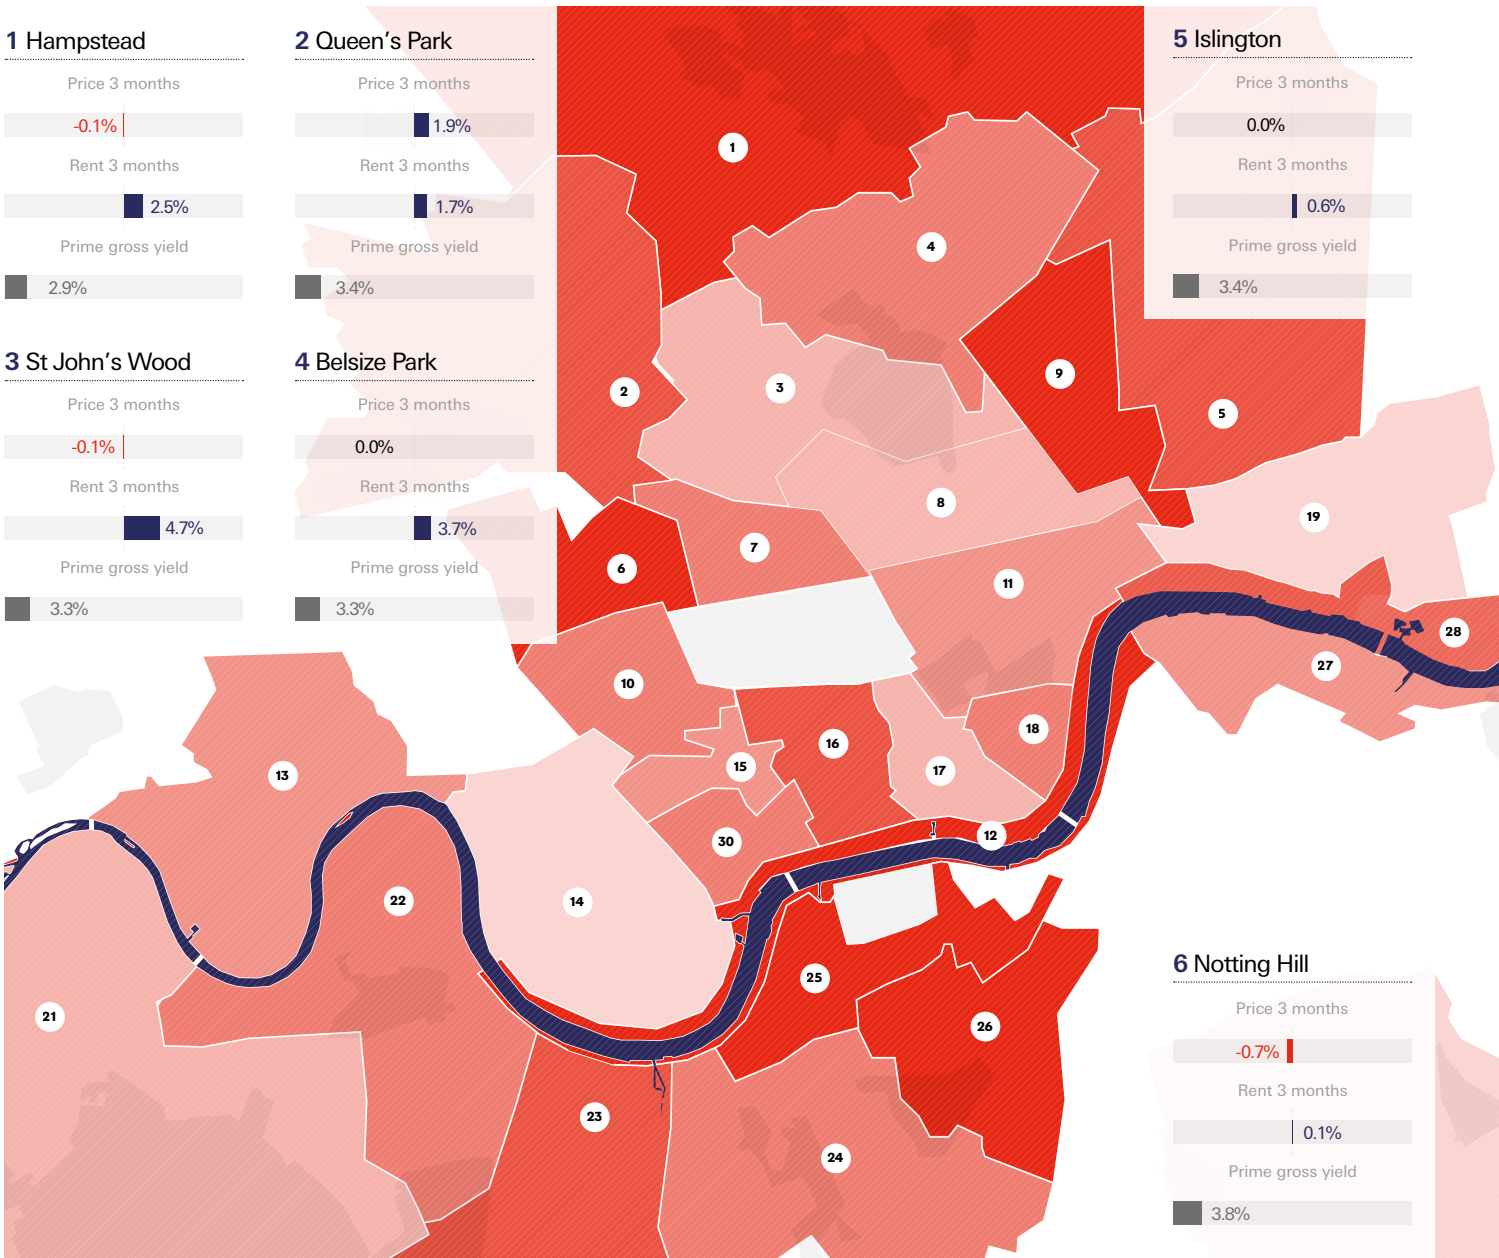 1 Hampstead
Price 3 months
-0.1%
Rent 3 months
2.5%
Prime gross yield
2.9%
2 Queen's Park
Price 3 months
1.9%
Rent 3 months
1.7%
Prime gross yield
3.4%
3 St John's Wood
Price 3 months
-0.1%
Rent 3 months
4.7%
Prime gross yield
3.3%
4 Belsize Park
Price 3 months
0.0%
Rent 3 months
3.7%
Prime gross yield
3.3%
5 Islington
Price 3 months
0.0%
Rent 3 months
0.6%
Prime gross yield
3.4%
6 Notting Hill
Price 3 months
-0.7%
Rent 3 months
0.1%
Prime gross yield
3.8%
1
4
9
3
2
5
8
19
7
6
11
28
27
10
18
16
15
17
13
12
30
22
14
25
21
26
23
24